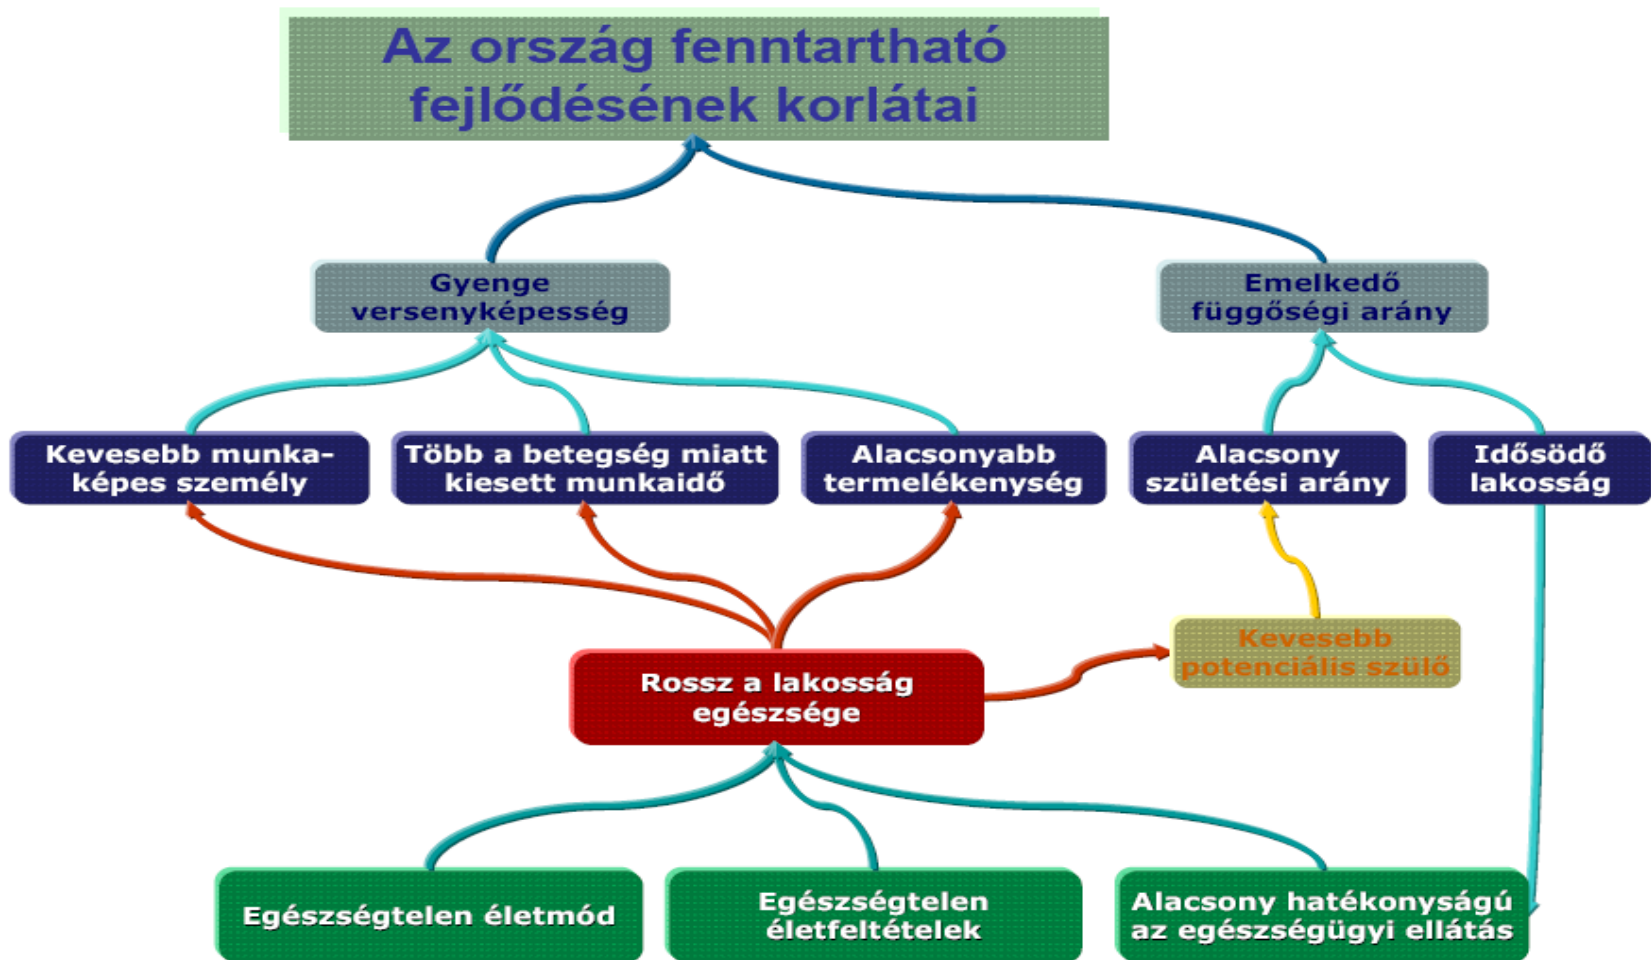 Az ország fenntartható
fejlődésének korlátai
Gyenge
versenyképesség
Emelkedő
függőségi arány
Kevesebb munka-
képes személy
Több a betegség miatt
kiesett munkaidő
Alacsonyabb
termelékenység
Alacsony
születési arány
Idősödő
lakosság
Kevesebb
potenciális szülő
Rossz a lakosság
egészsége
Egészségtelen életmód
Egészségtelen
életfeltételek
Alacsony hatékonyságú
az egészségügyi ellátás